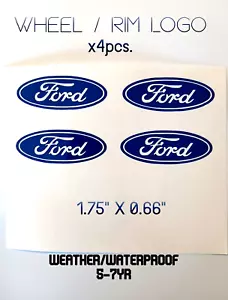 WHEEL / RIM LOGO
x4pcs.
Ford Ford
Ford Ford
1.75" X 0.66"
WEATHER/WATERPROOF
5-7YR